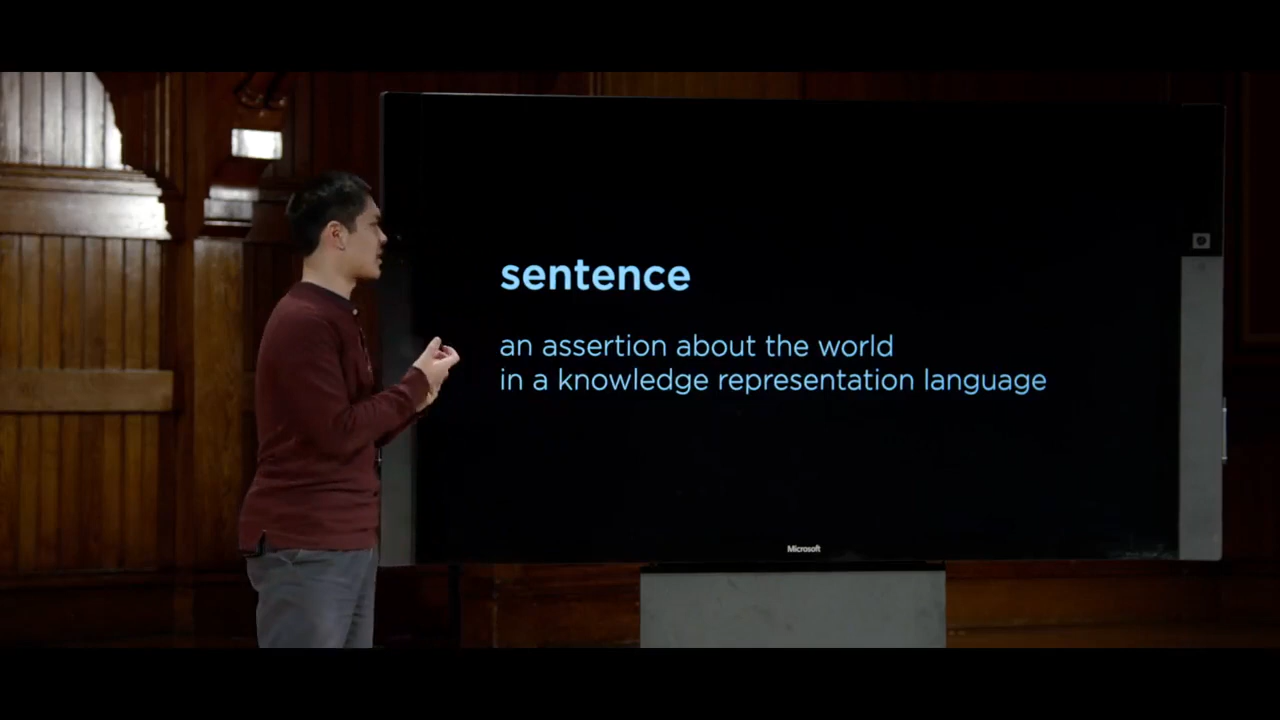 sentence
an assertion about the world
in a knowledge representation language
Microsoft